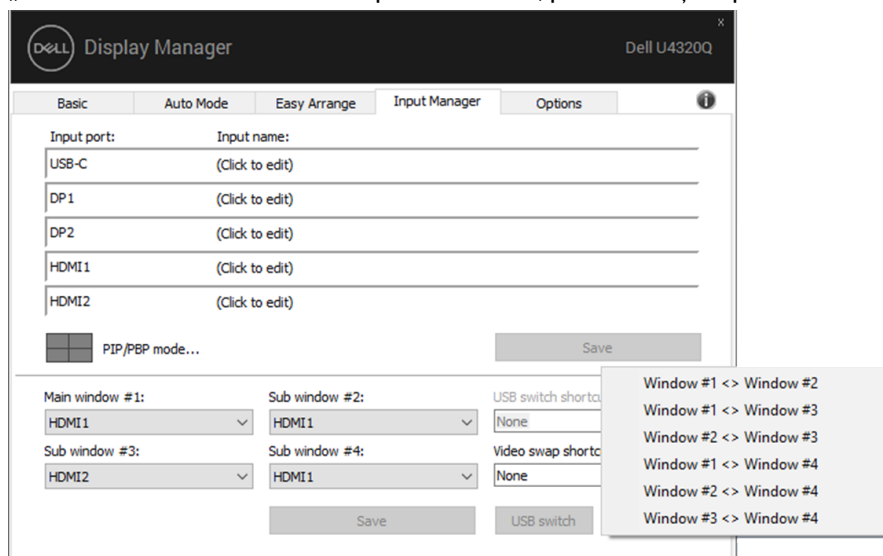 DELL Display Manager
x
Dell U4320Q
Basic Auto Mode Easy Arrange Input Manager Options
Input port: Input name:
USB-C (Click to edit)
DP1 (Click to edit)
DP2 (Click to edit)
HDMI1 (Click to edit)
HDMI2 (Click to edit)
PIP/PBP mode... Save
Main window #1: Sub window #2: USB switch
HDMI1 HDMI1 None
Sub window #3: Sub window #4: Video swap
HDMI2 HDMI1 None
Save USB switch
Window #1 <> Window #2
Window #1 <> Window #3
Window #2 <> Window #3
Window #1 <> Window #4
Window #2 <> Window #4
Window #3 <> Window #4